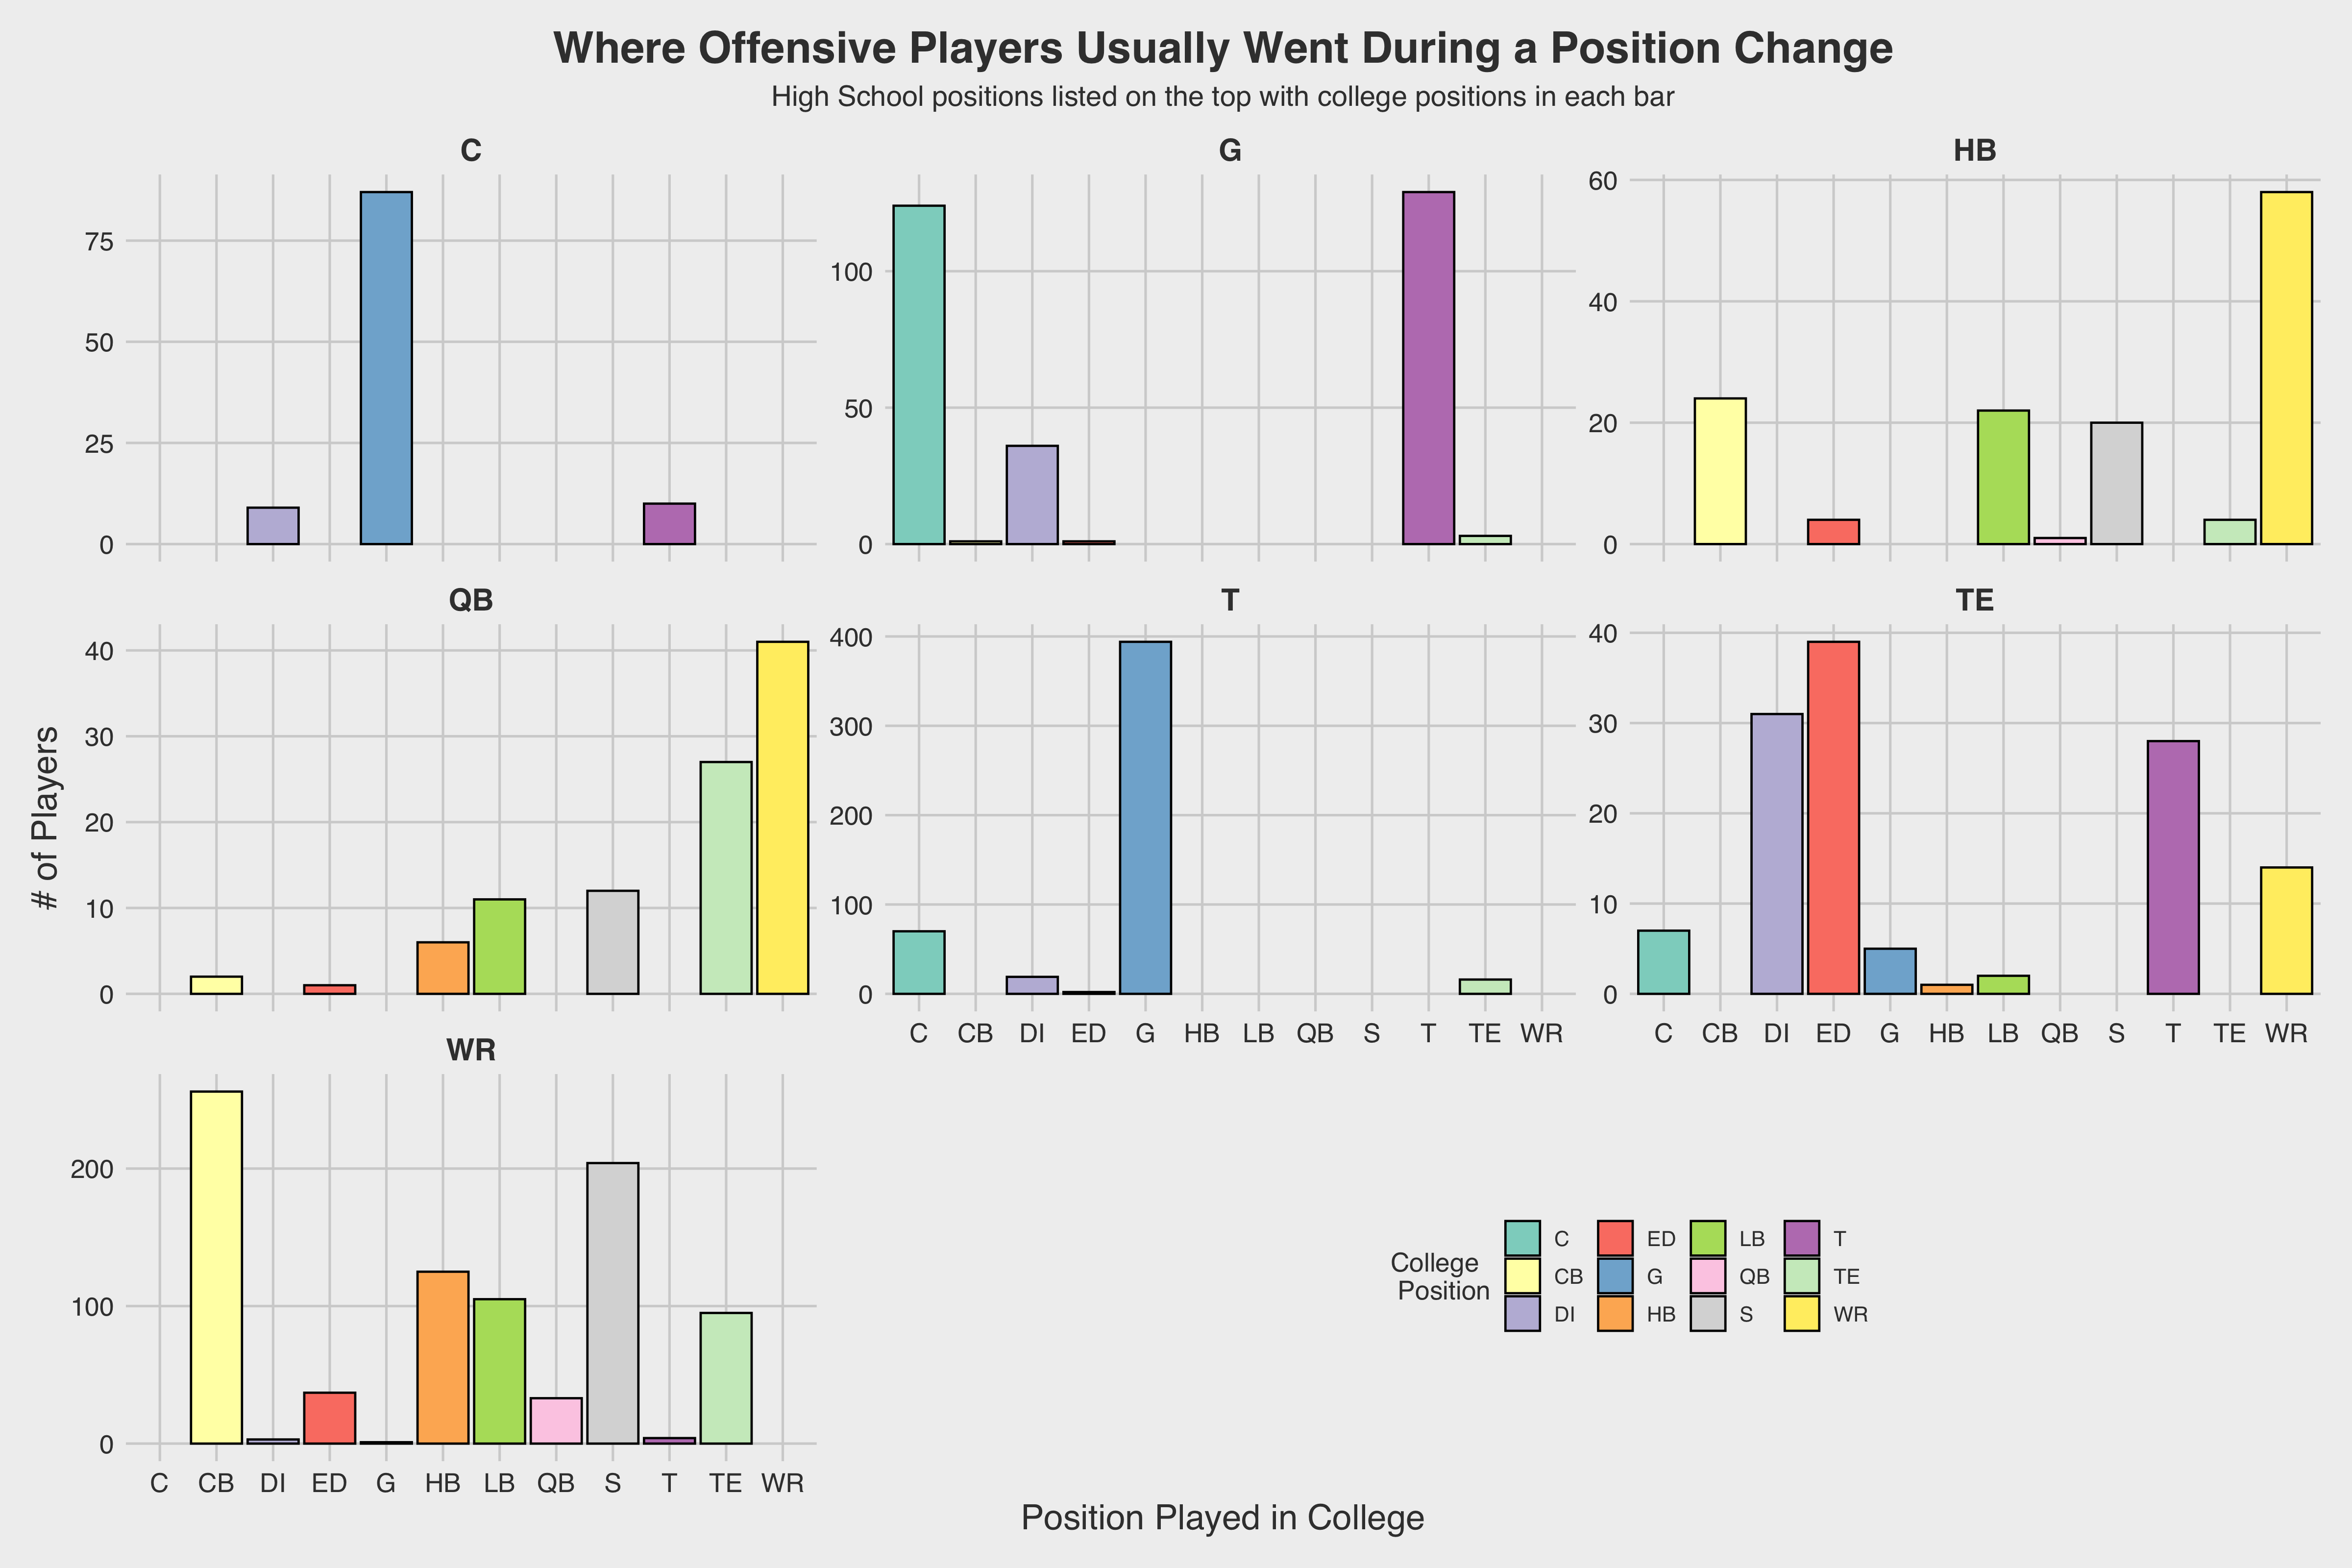 Where Offensive Players Usually Went During a Position Change
High School positions listed on the top with college positions in each bar
C
G
HB
75
50
25
0
100
50
0
60
40
20
0
QB
T
TE
# of Players
40
30
20
10
0
400
300
200
100
0
40
30
20
10
0
C CB DI ED G HB LB QB S T TE WR
C CB DI ED G HB LB QB S T TE WR
WR
200
100
0
C CB DI ED G HB LB QB S T TE WR
College
Position
C ED LB T
CB G QB TE
DI HB S WR
Position Played in College